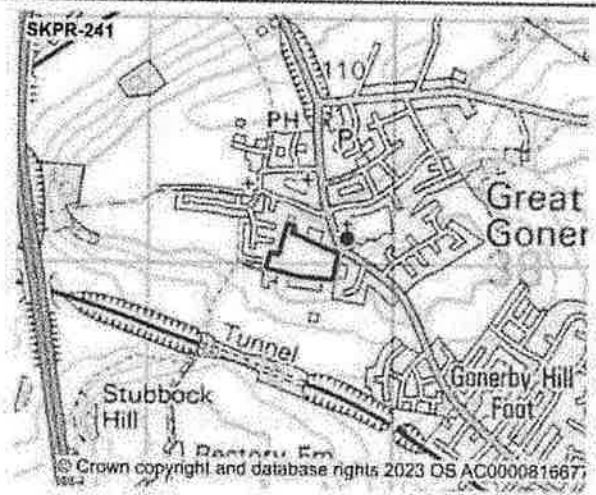 SKPR-241
110
PH
P
Great
Goner
38
Tunnel
Gonerby Hill
Foot
Stubbock
Hill
© Crown copyright and database rights 2023 OS AC0000816677